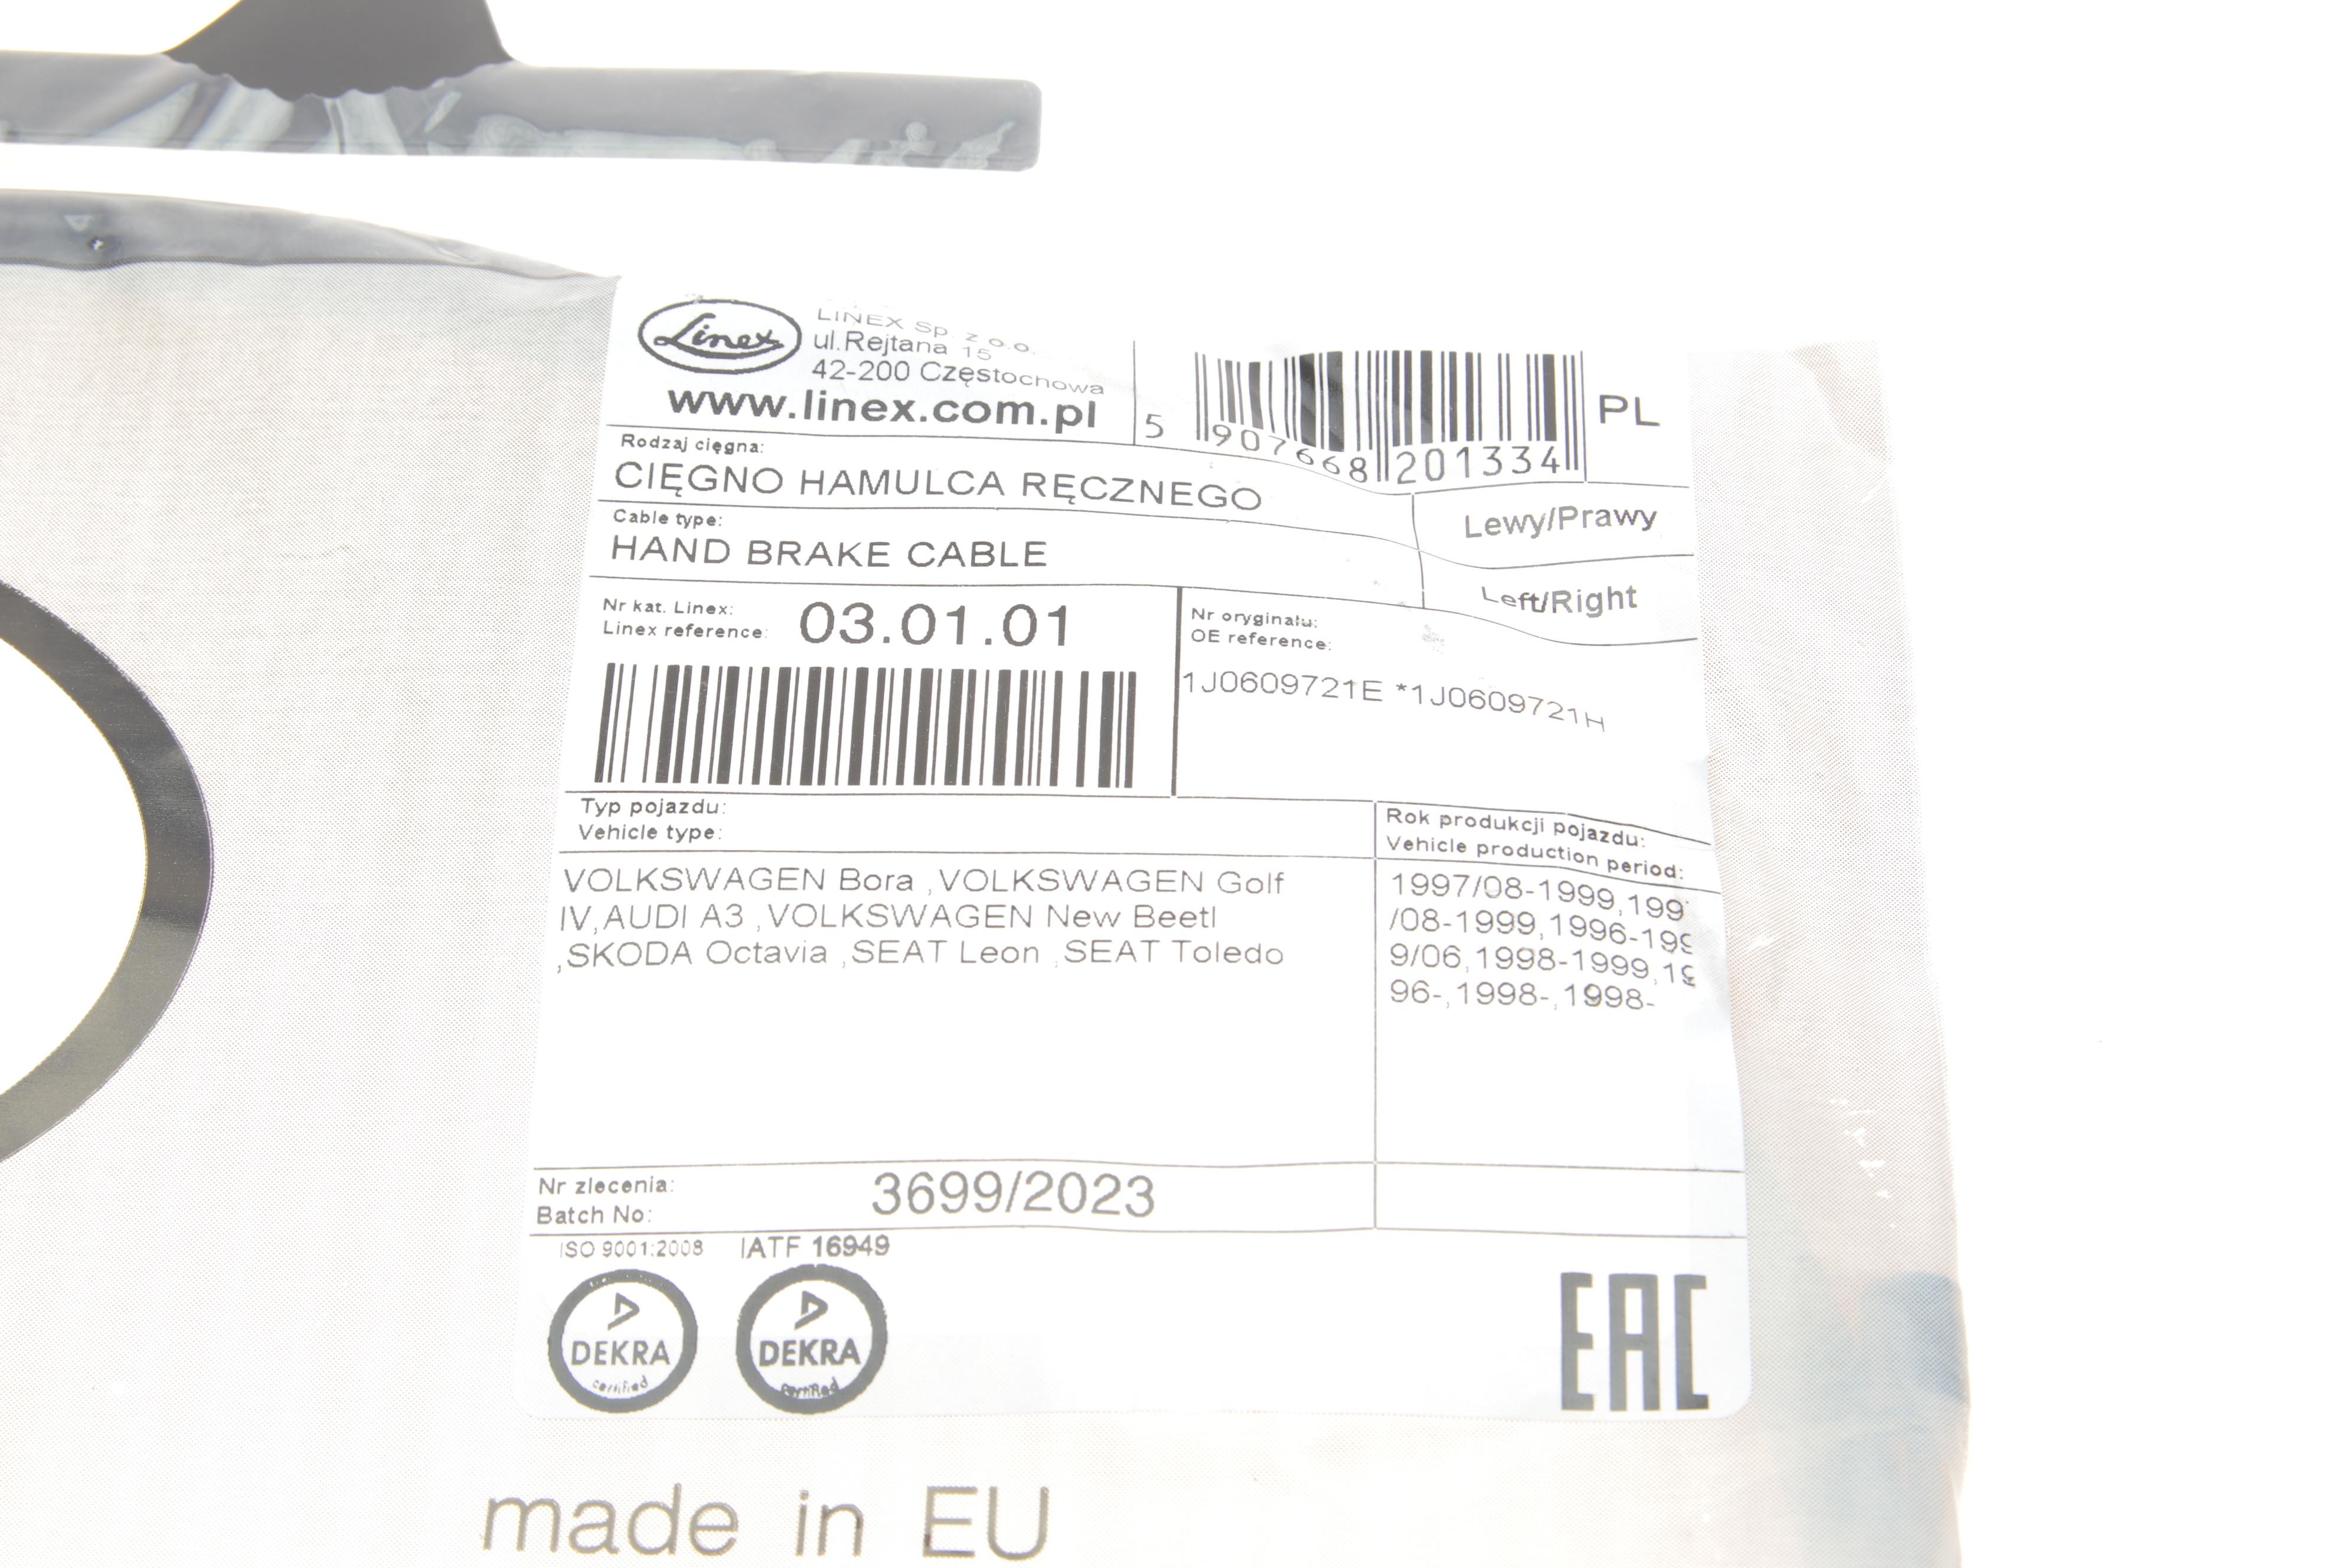 Linex
LINEX Sp. z o.o.
ul.Rejtana 15
42-200 Częstochowa
www.linex.com.pl
5 907668 201334
PL
Rodzaj cięgna:
CIĘGNO HAMULCA RĘCZNEGO
Lewy/Prawy
Cable type:
HAND BRAKE CABLE
Left/Right
Nr kat. Linex:
Linex reference:
03.01.01
Nr oryginału:
OE reference:
1J0609721E *1J0609721H
Typ pojazdu:
Vehicle type:
Rok produkcji pojazdu:
Vehicle production period:
VOLKSWAGEN Bora ,VOLKSWAGEN Golf
IV,AUDI A3 ,VOLKSWAGEN New Beetl
,SKODA Octavia ,SEAT Leon ,SEAT Toledo
1997/08-1999,199
/08-1999,1996-199
9/06,1998-1999,19
96-,1998-,1998-
Nr zlecenia:
Batch No:
3699/2023
ISO 9001:2008 IATF 16949
DEKRA
certified
DEKRA
certified
EAC
made in EU